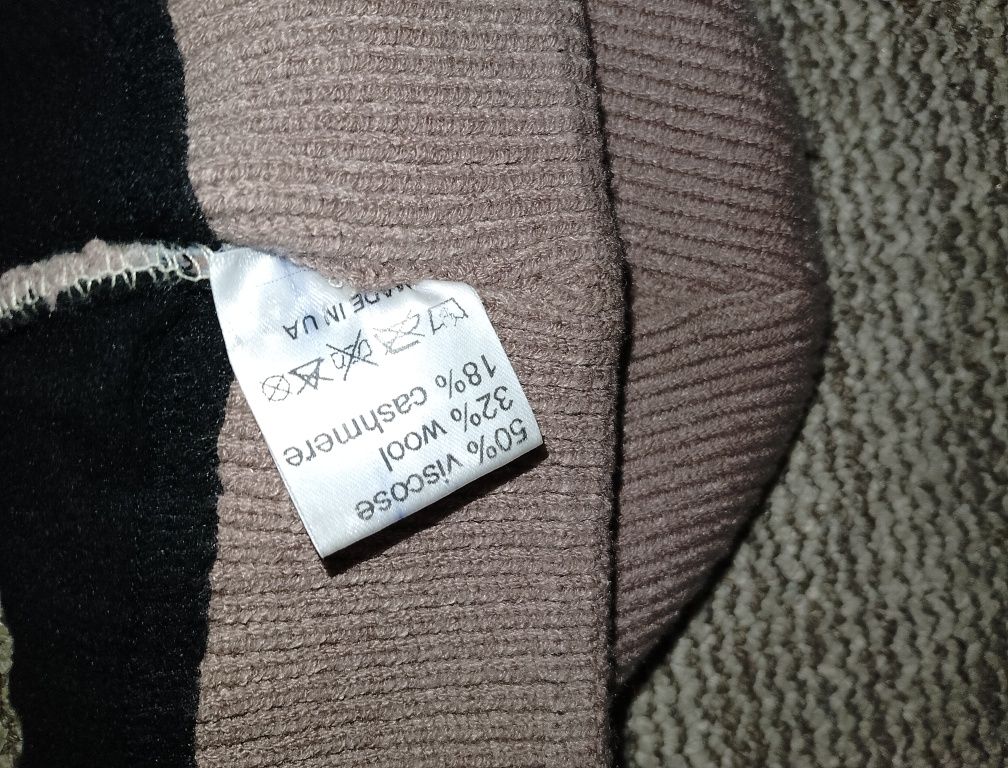 MADE IN UA
18% cashmere
32% wool
50% viscose